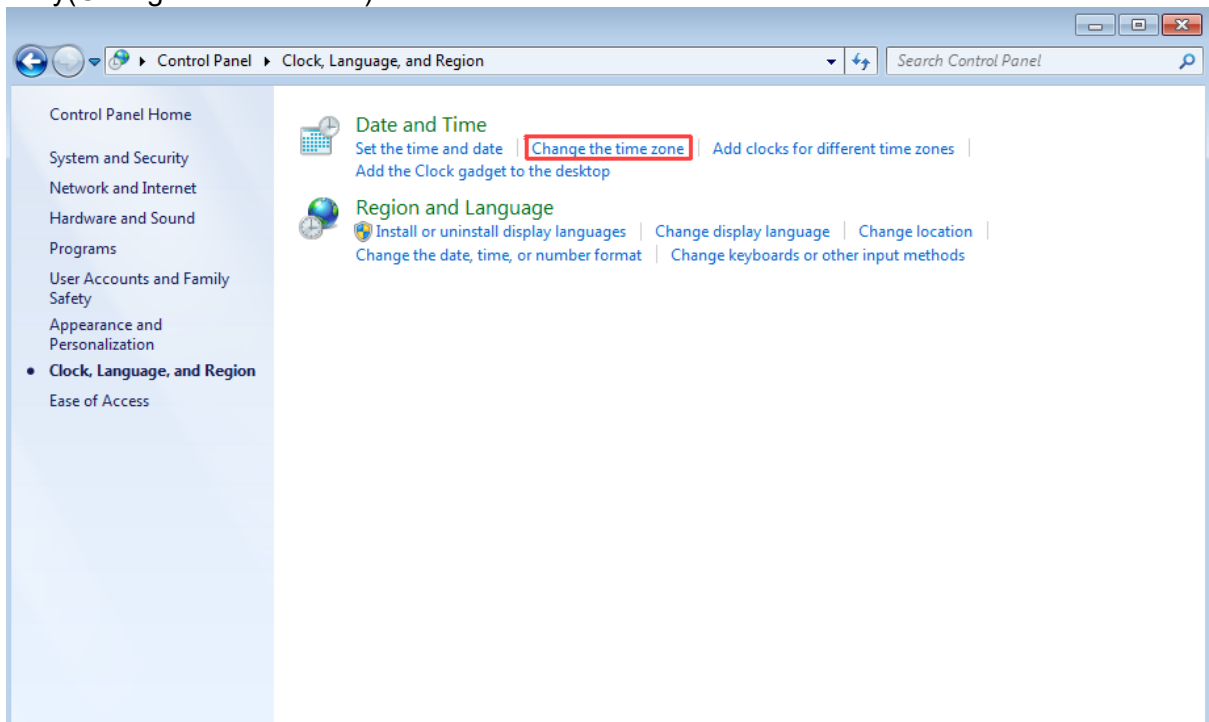 Control Panel ▸ Clock, Language, and Region
Search Control Panel
Control Panel Home
System and Security
Network and Internet
Hardware and Sound
Programs
User Accounts and Family
Safety
Appearance and
Personalization
Clock, Language, and Region
Ease of Access
Date and Time
Set the time and date Change the time zone Add clocks for different time zones
Add the Clock gadget to the desktop
Region and Language
Install or uninstall display languages Change display language Change location
Change the date, time, or number format Change keyboards or other input methods